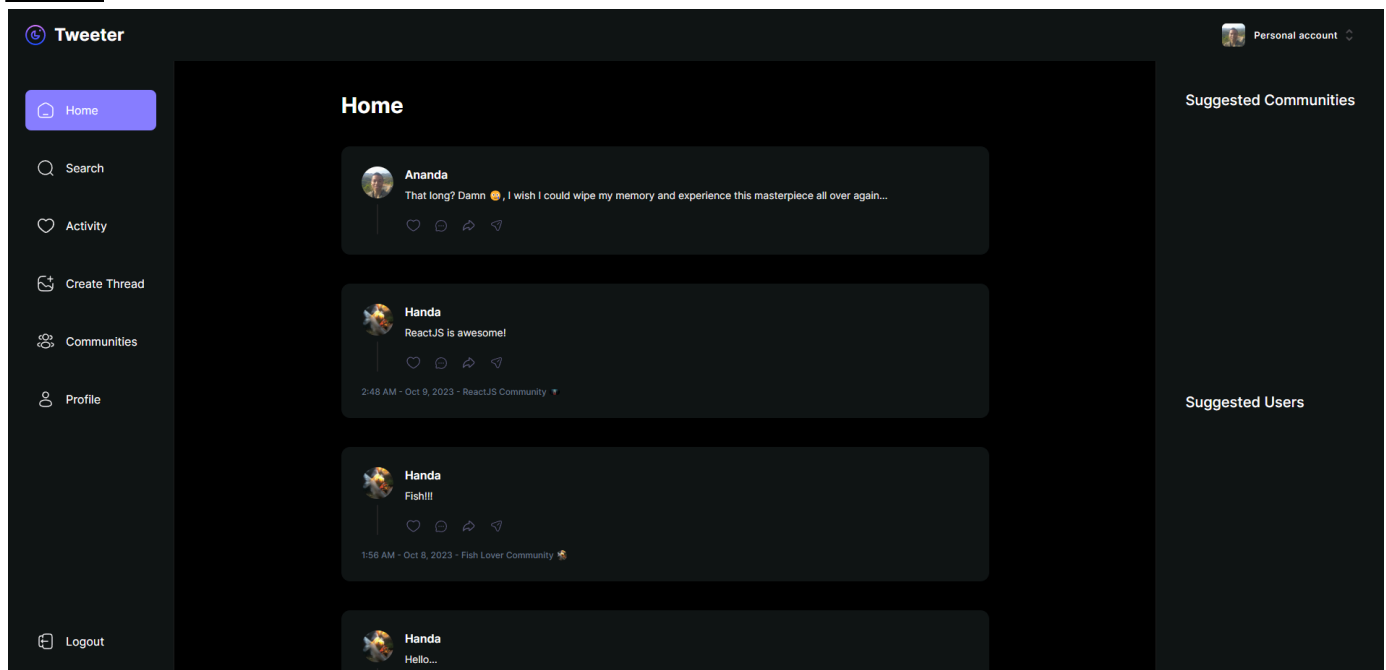 Tweeter
Personal account
Home
Search
Activity
Create Thread
Communities
Profile
Logout
Home
Ananda
That long? Damn 😳, I wish I could wipe my memory and experience this masterpiece all over again...
Handa
ReactJS is awesome!
2:48 AM - Oct 9, 2023 - ReactJS Community
Handa
Fish!!!
1:56 AM - Oct 8, 2023 - Fish Lover Community
Handa
Hello...
Suggested Communities
Suggested Users